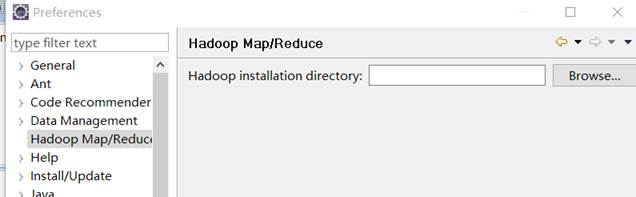 Preferences
type filter text
General
Ant
Code Recommender
Data Management
Hadoop Map/Reduce
Help
Install/Update
Java
Hadoop Map/Reduce
Hadoop installation directory:
Browse...